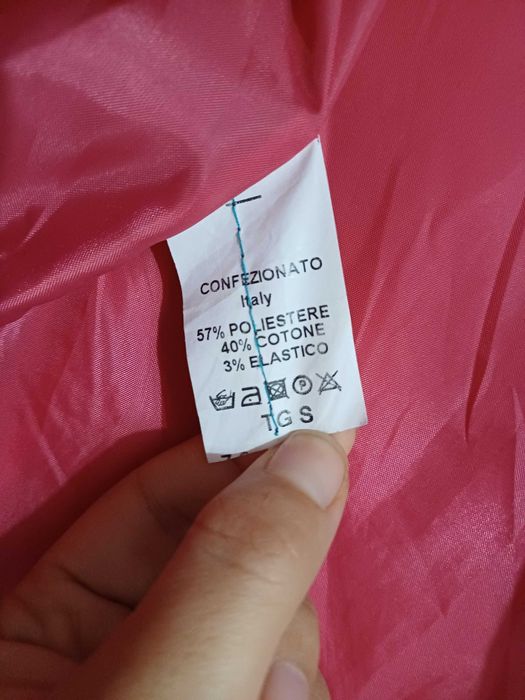 CONFEZIONATO
Italy
57% POLIESTERE
40% COTONE
3% ELASTICO
P
TG S